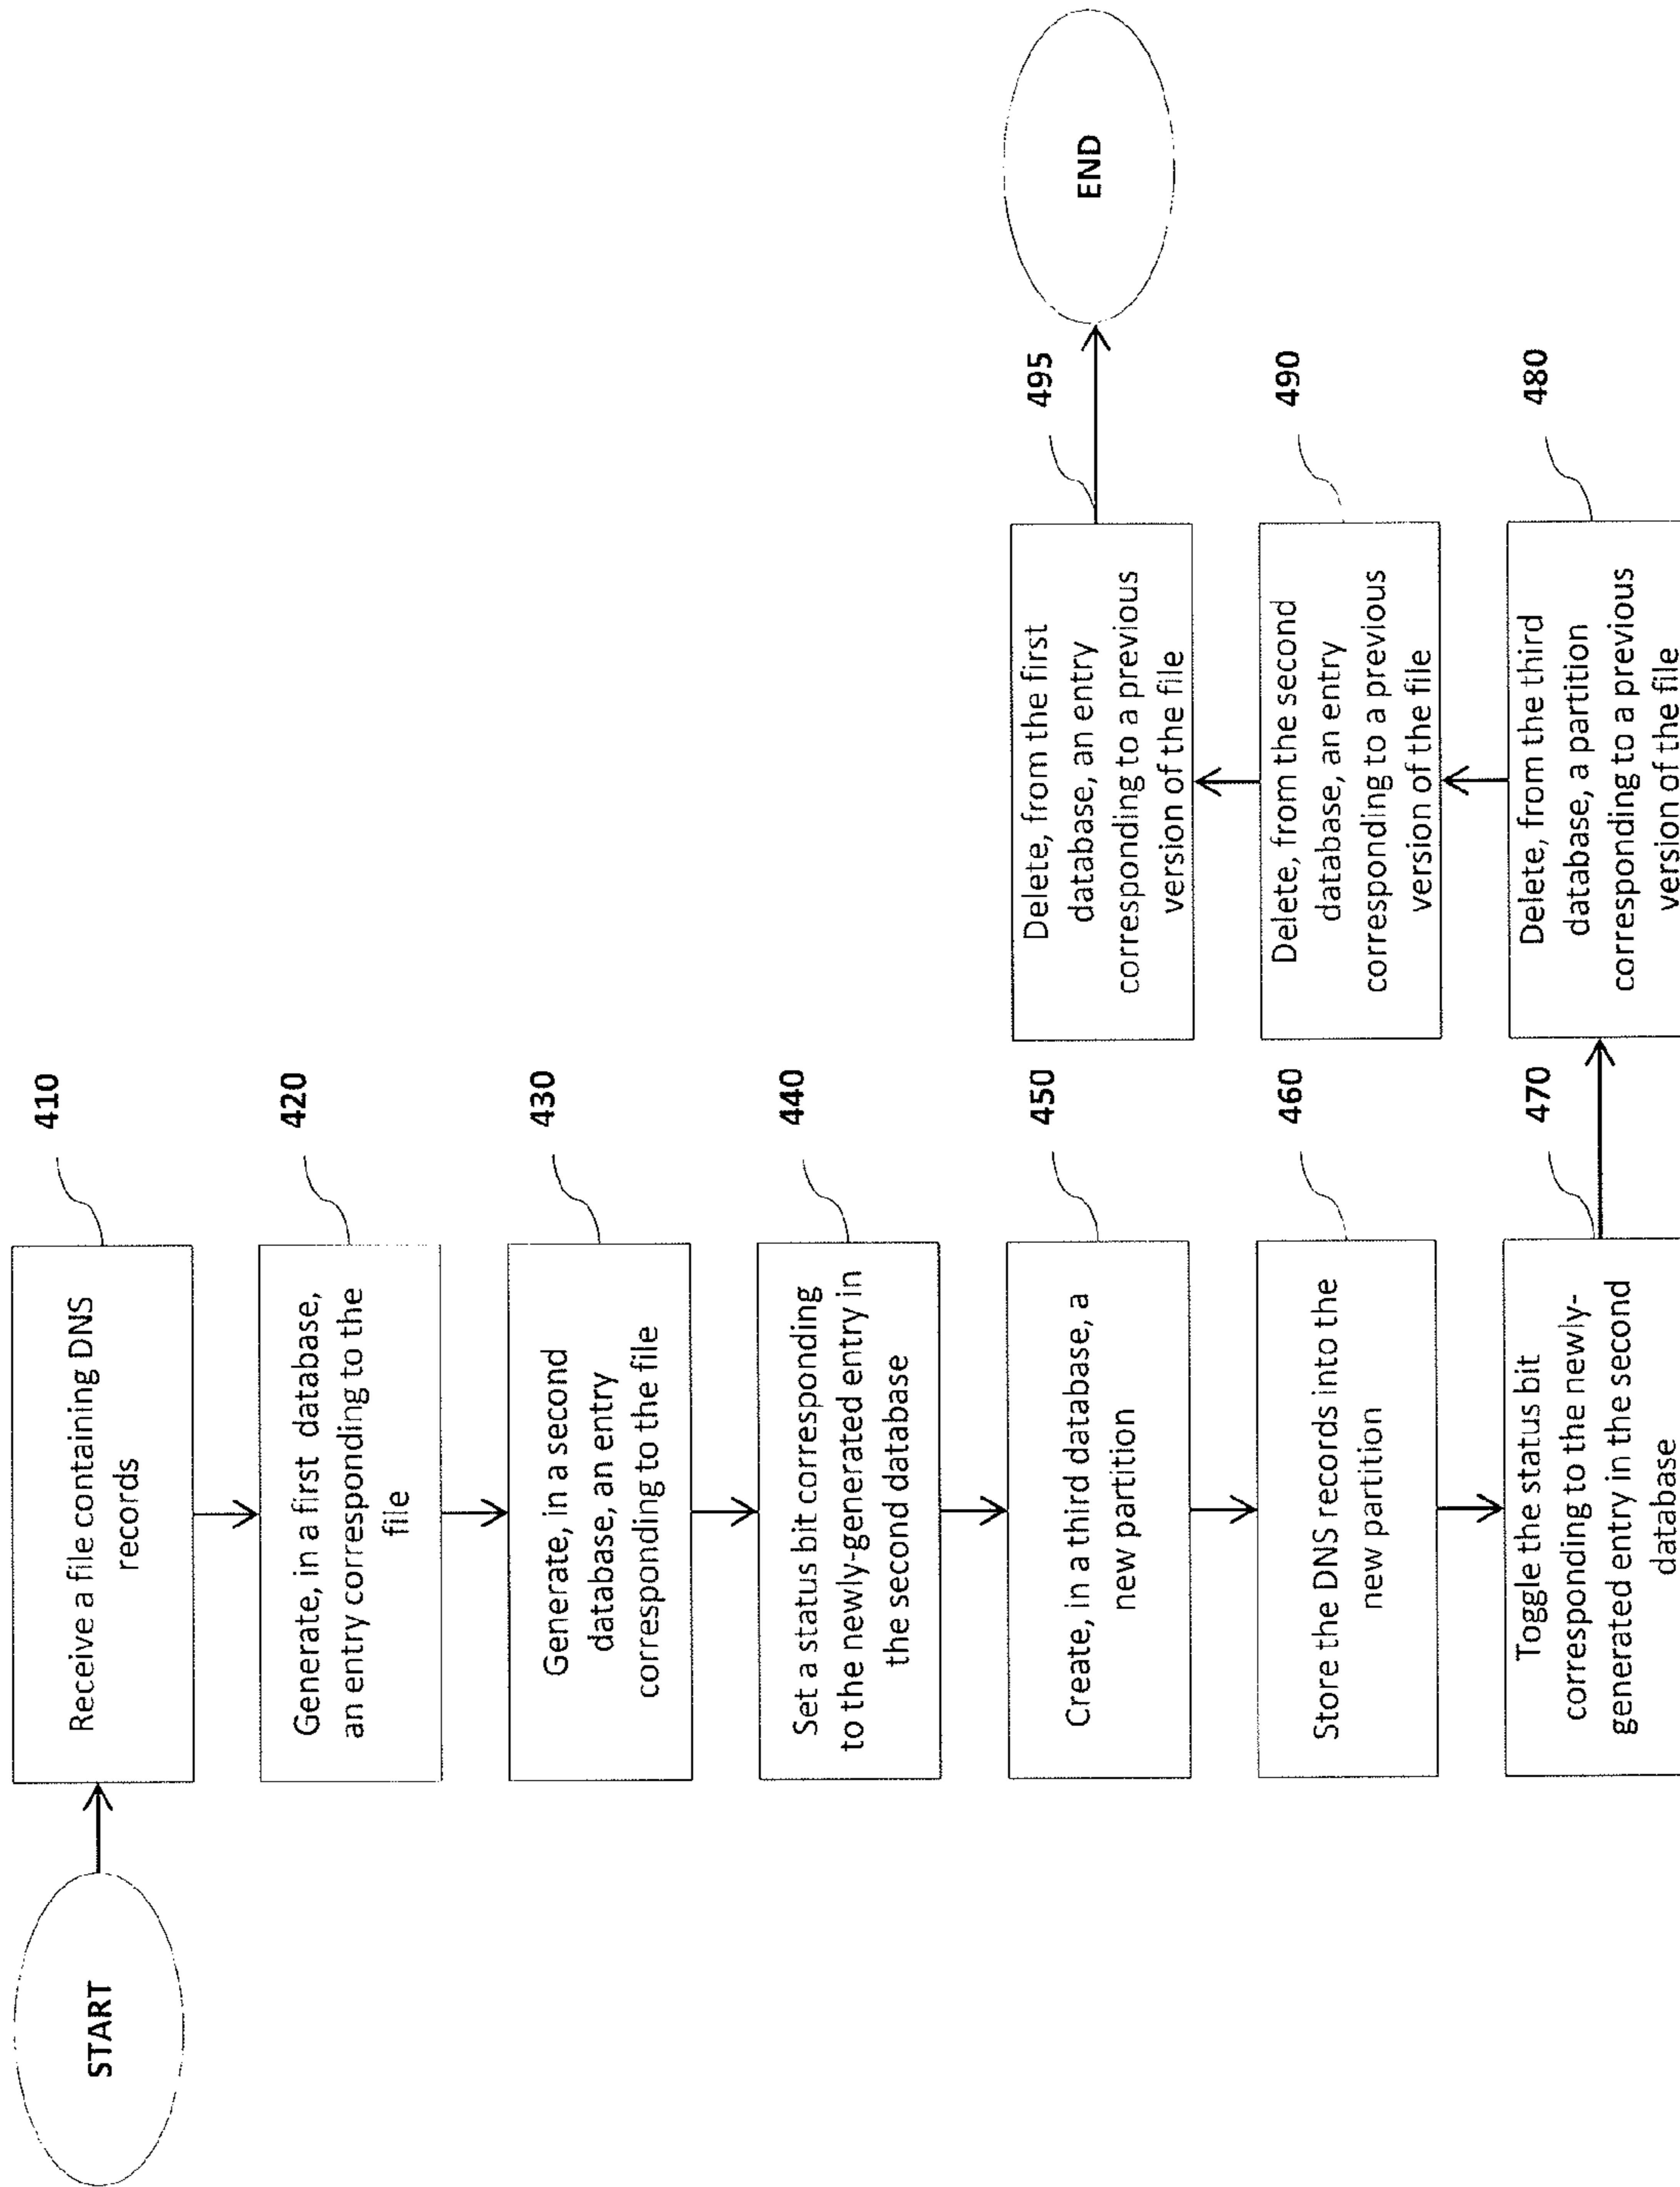 START
Receive a file containing DNS
records
410
Generate, in a first database,
an entry corresponding to the
file
420
Generate, in a second
database, an entry
corresponding to the file
430
Set a status bit corresponding
to the newly-generated entry in
the second database
440
Create, in a third database, a
new partition
450
Store the DNS records into the
new partition
460
Toggle the status bit
corresponding to the newly-
generated entry in the second
database
470
Delete, from the third
database, a partition
corresponding to a previous
version of the file
480
Delete, from the second
database, an entry
corresponding to a previous
version of the file
490
Delete, from the first
database, an entry
corresponding to a previous
version of the file
495
END